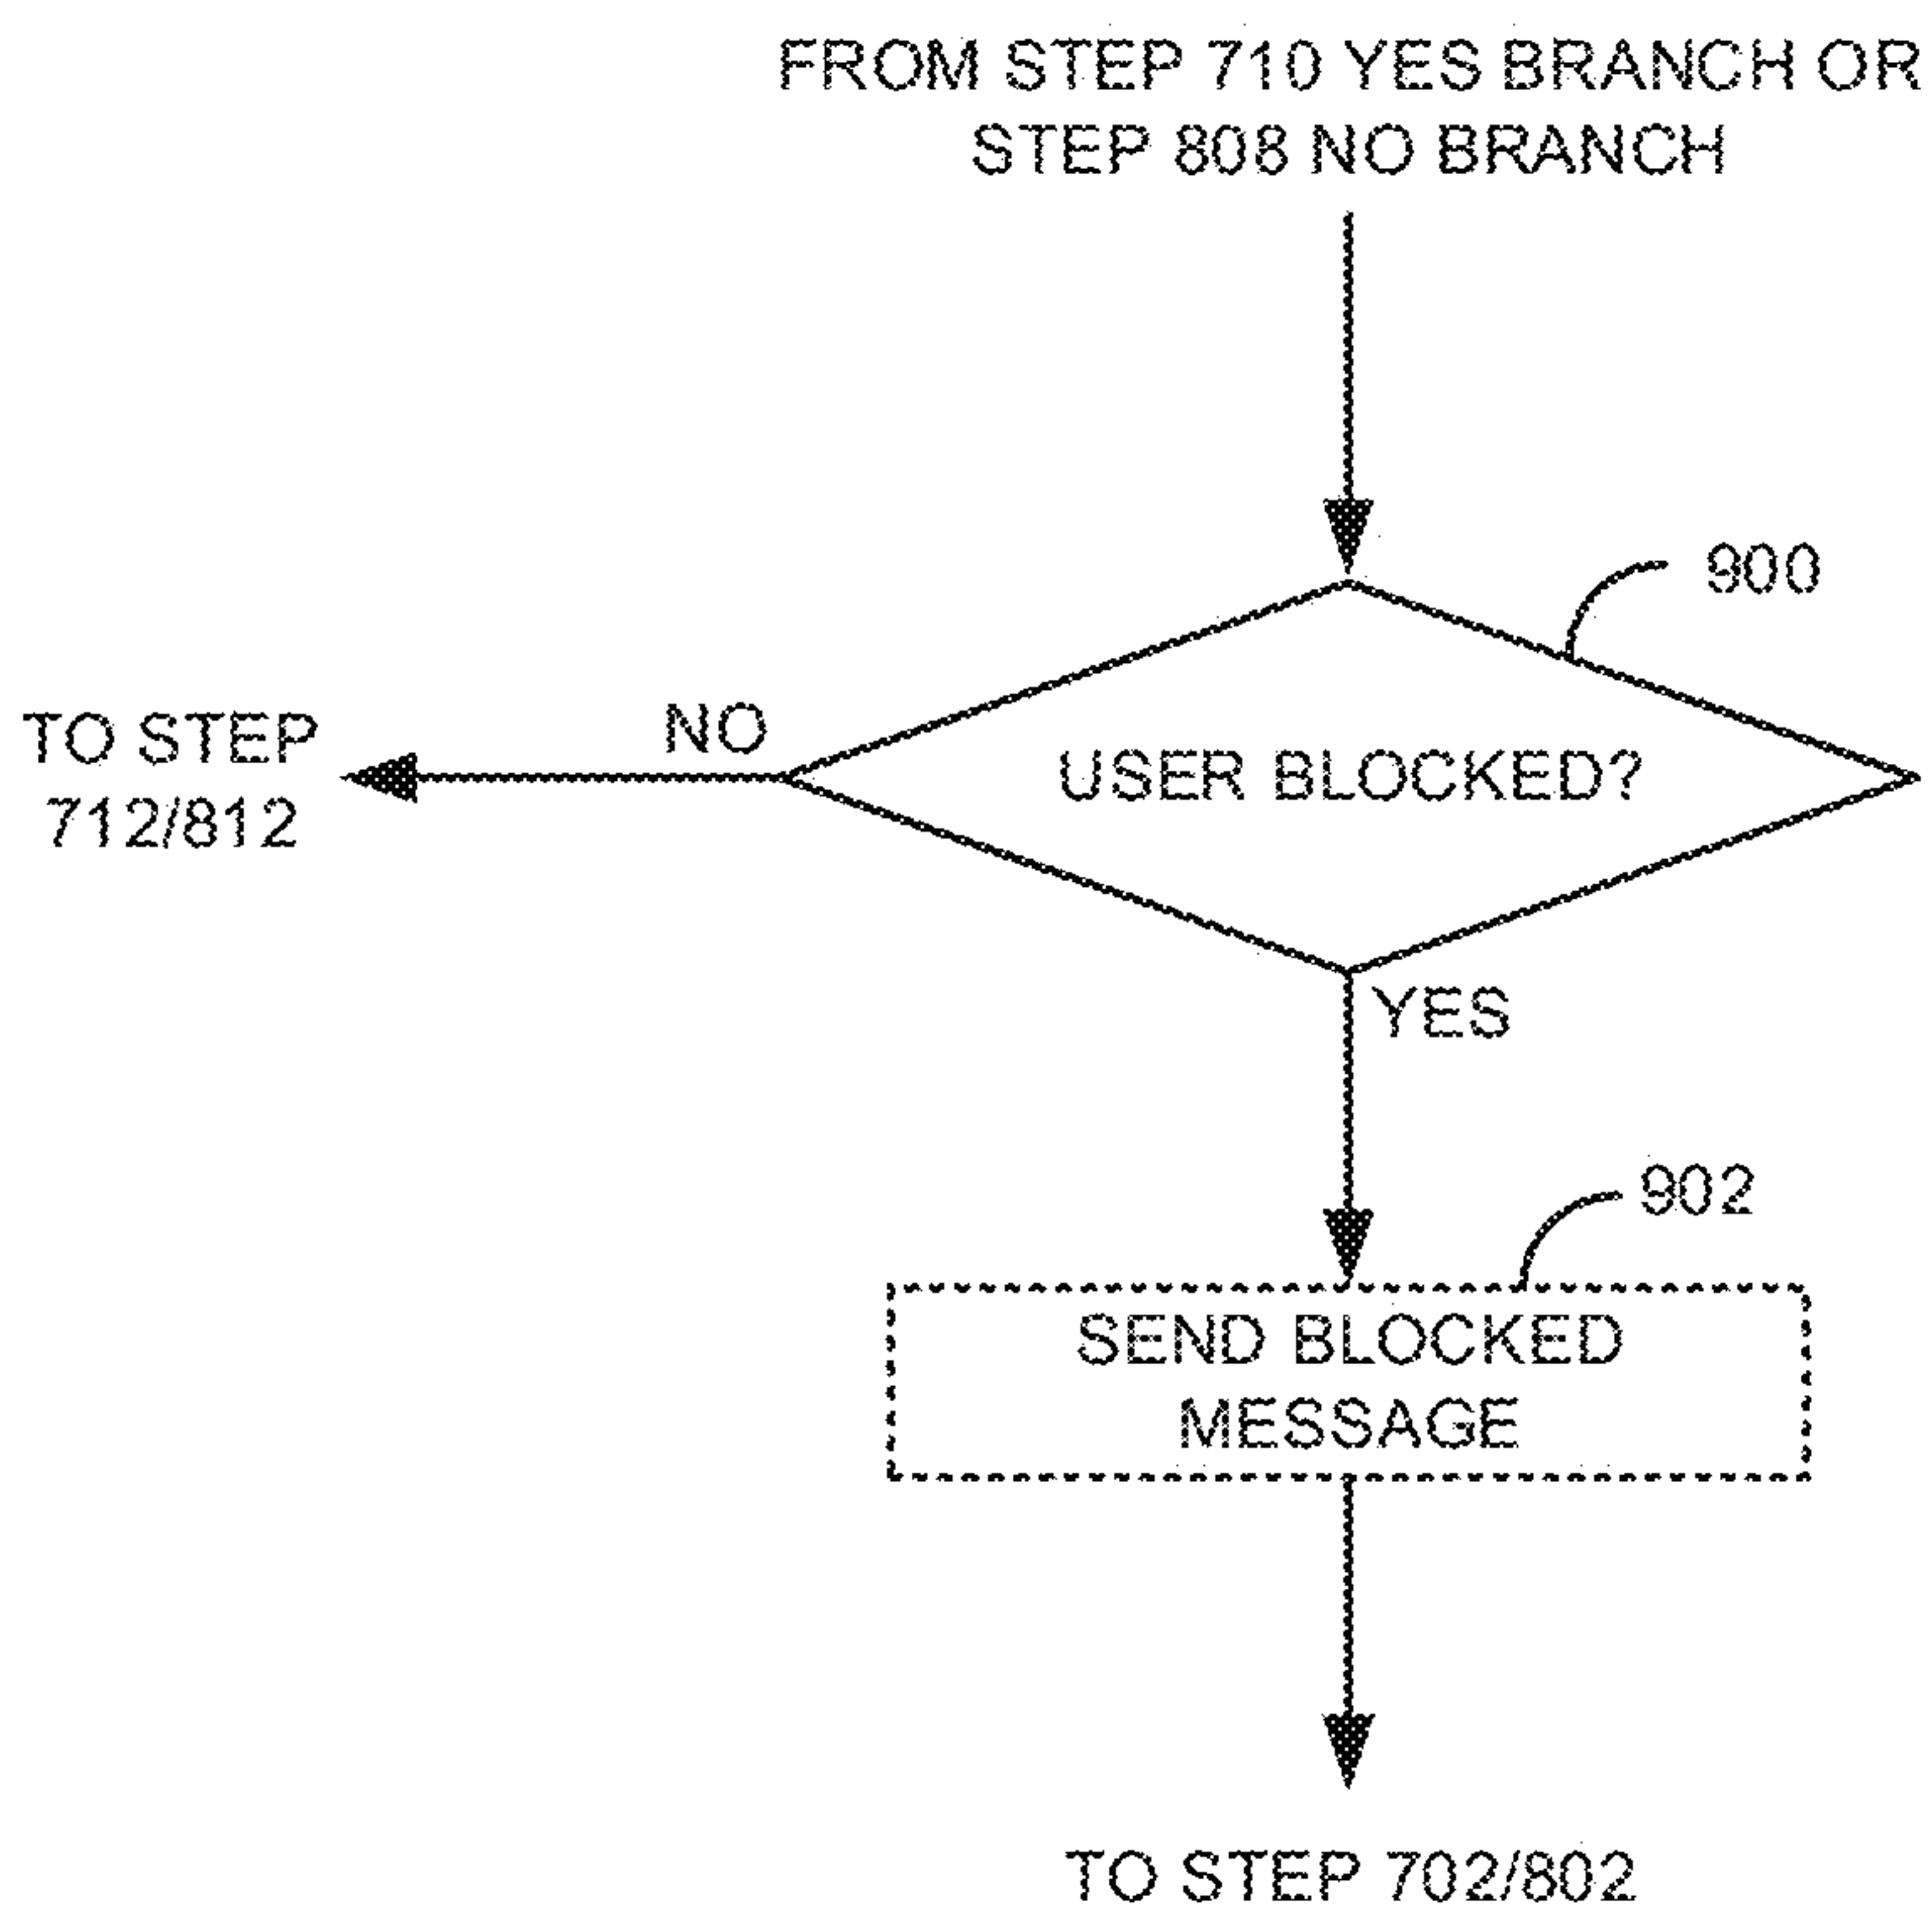 FROM STEP 710 YES BRANCH OR
STEP 808 NO BRANCH
900
NO
TO STEP
712/812
USER BLOCKED?
YES
902
SEND BLOCKED
MESSAGE
TO STEP 702/802